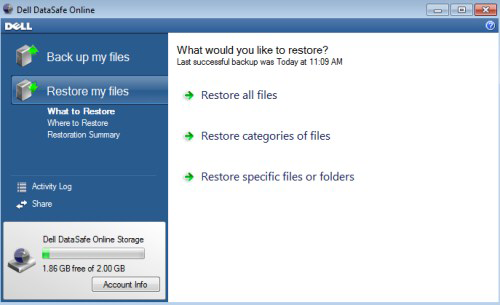 Dell DataSafe Online
DELL
Back up my files
Restore my files
What to Restore
Where to Restore
Restoration Summary
Activity Log
Share
Dell DataSafe Online Storage
1.86 GB free of 2.00 GB
Account Info
What would you like to restore?
Last successful backup was Today at 11:09 AM
Restore all files
Restore categories of files
Restore specific files or folders